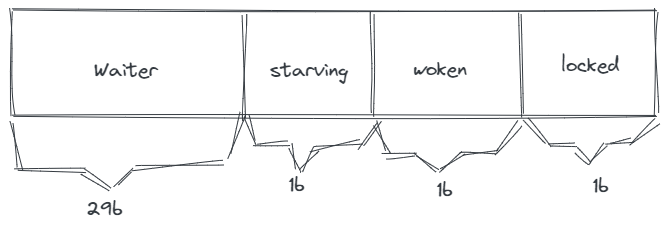 Waiter
starving
woken
locked
29b
1b
1b
1b